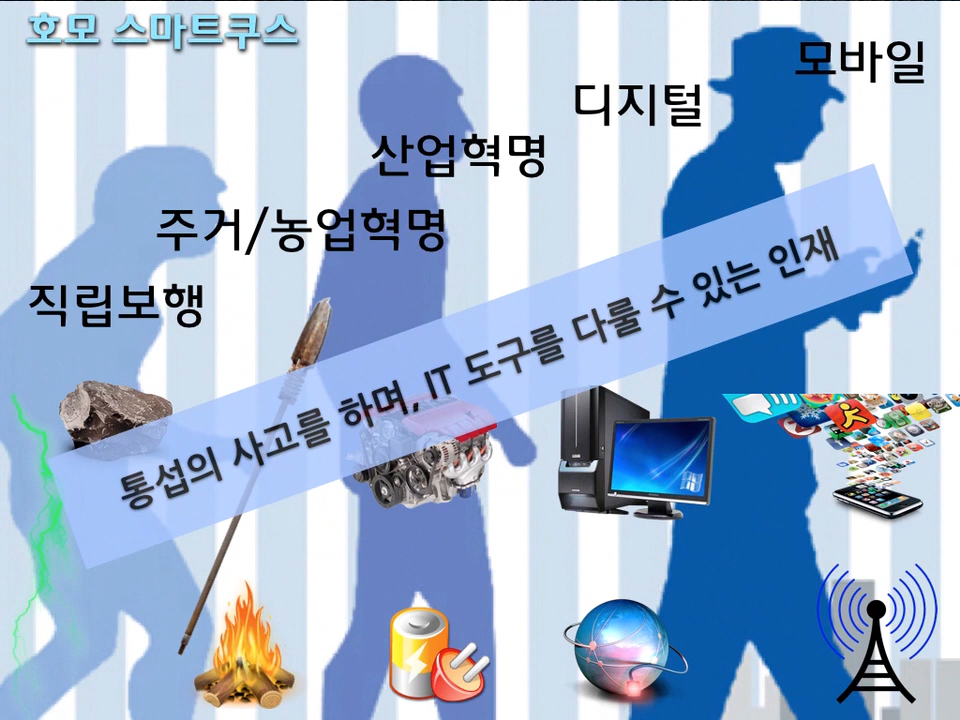 호모 스마트쿠스
모바일
디지털
산업혁명
주거/농업혁명
직립보행
통섭의 사고를 하며, IT 도구를 다룰 수 있는 인재